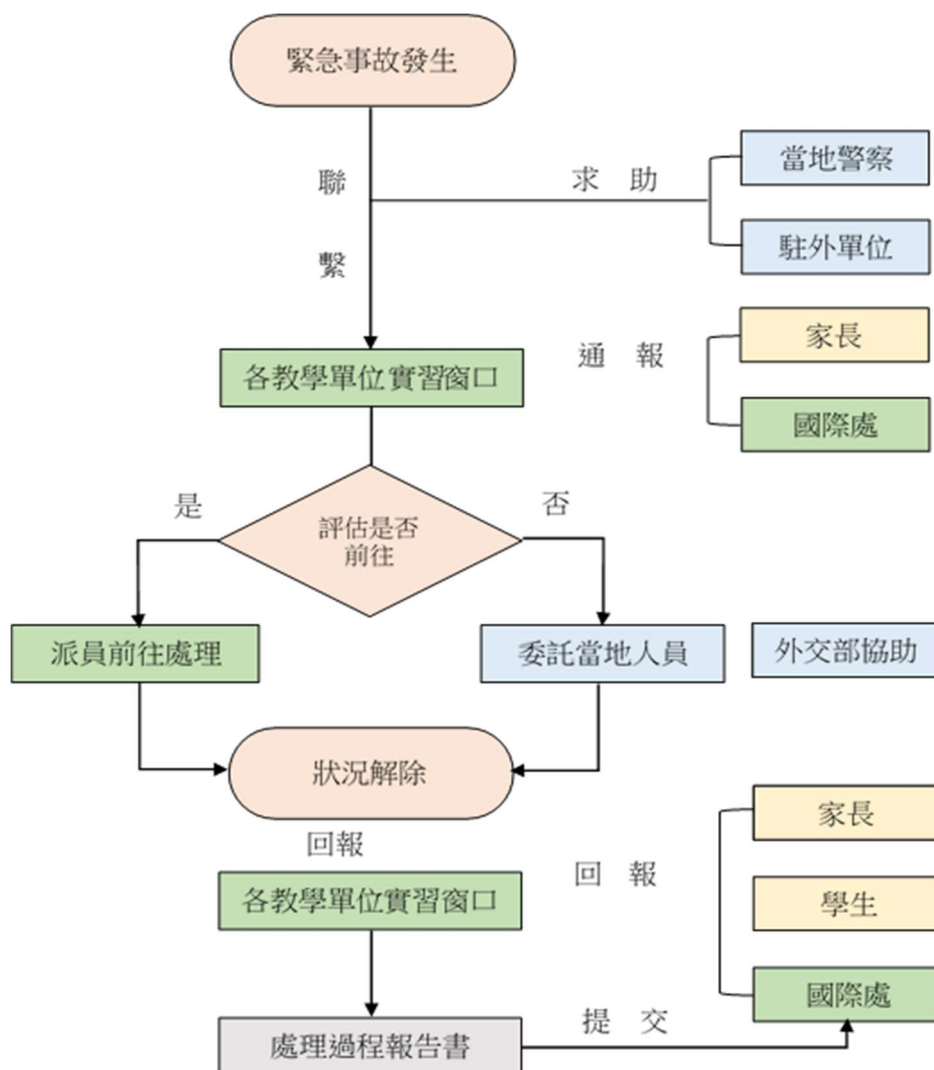 緊急事故發生
聯
繫
求 助
當地警察
駐外單位
各教學單位實習窗口
通 報
家長
國際處
是
評估是否
前往
否
派員前往處理
委託當地人員
外交部協助
狀況解除
回報
各教學單位實習窗口
回 報
家長
學生
國際處
處理過程報告書
提 交